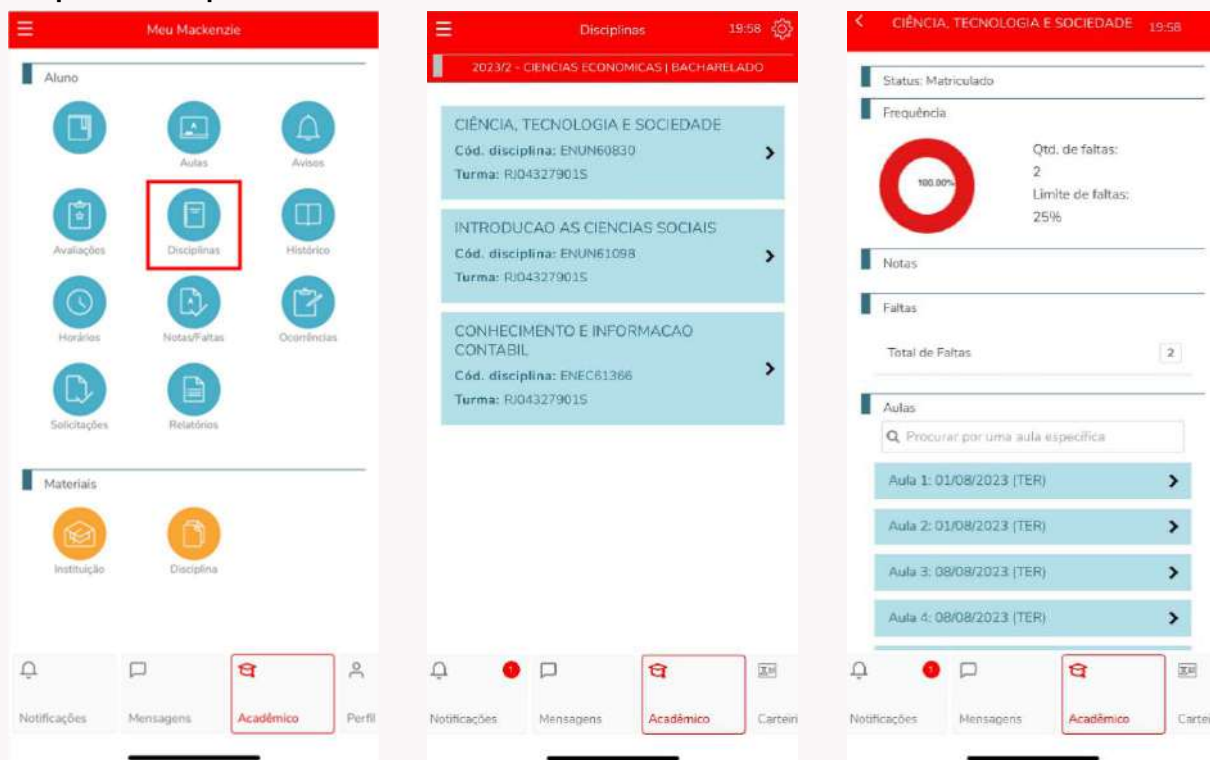 Meu Mackenzie
Aluno
Aulas
Avisos
Avaliações
Disciplinas
Histórico
Horários
Notas/Faltas
Ocorrências
Solicitações
Relatórios
Materiais
Instituição
Disciplina
Notificações
Mensagens
Acadêmico
Perfil
Disciplinas
19:58
2023/2 - CIENCIAS ECONOMICAS | BACHARELADO
CIÊNCIA, TECNOLOGIA E SOCIEDADE
Cód. disciplina: ENUN60830
Turma: RJ04327901S
INTRODUCAO AS CIENCIAS SOCIAIS
Cód. disciplina: ENUN61098
Turma: RJ04327901S
CONHECIMENTO E INFORMACAO
CONTABIL
Cód. disciplina: ENEC61366
Turma: RJ04327901S
1
Notificações
Mensagens
Acadêmico
Carteiri
CIÊNCIA, TECNOLOGIA E SOCIEDADE
19:58
Status: Matriculado
Frequência
100.00%
Qtd. de faltas:
2
Limite de faltas:
25%
Notas
Faltas
Total de Faltas
2
Aulas
Procurar por uma aula específica
Aula 1: 01/08/2023 (TER)
Aula 2: 01/08/2023 (TER)
Aula 3: 08/08/2023 (TER)
Aula 4: 08/08/2023 (TER)
Notificações
Mensagens
Acadêmico
Cartei